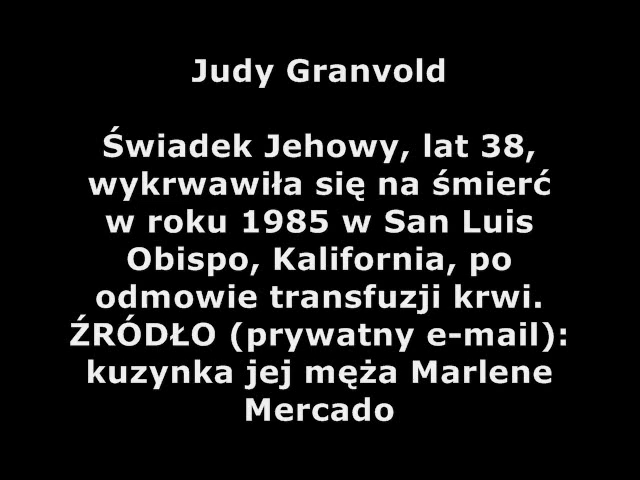 Judy Granvold
Świadek Jehowy, lat 38,
wykrwawiła się na śmierć
w roku 1985 w San Luis
Obispo, Kalifornia, po
odmowie transfuzji krwi.
ŹRÓDŁO (prywatny e-mail):
kuzynka jej męża Marlene
Mercado